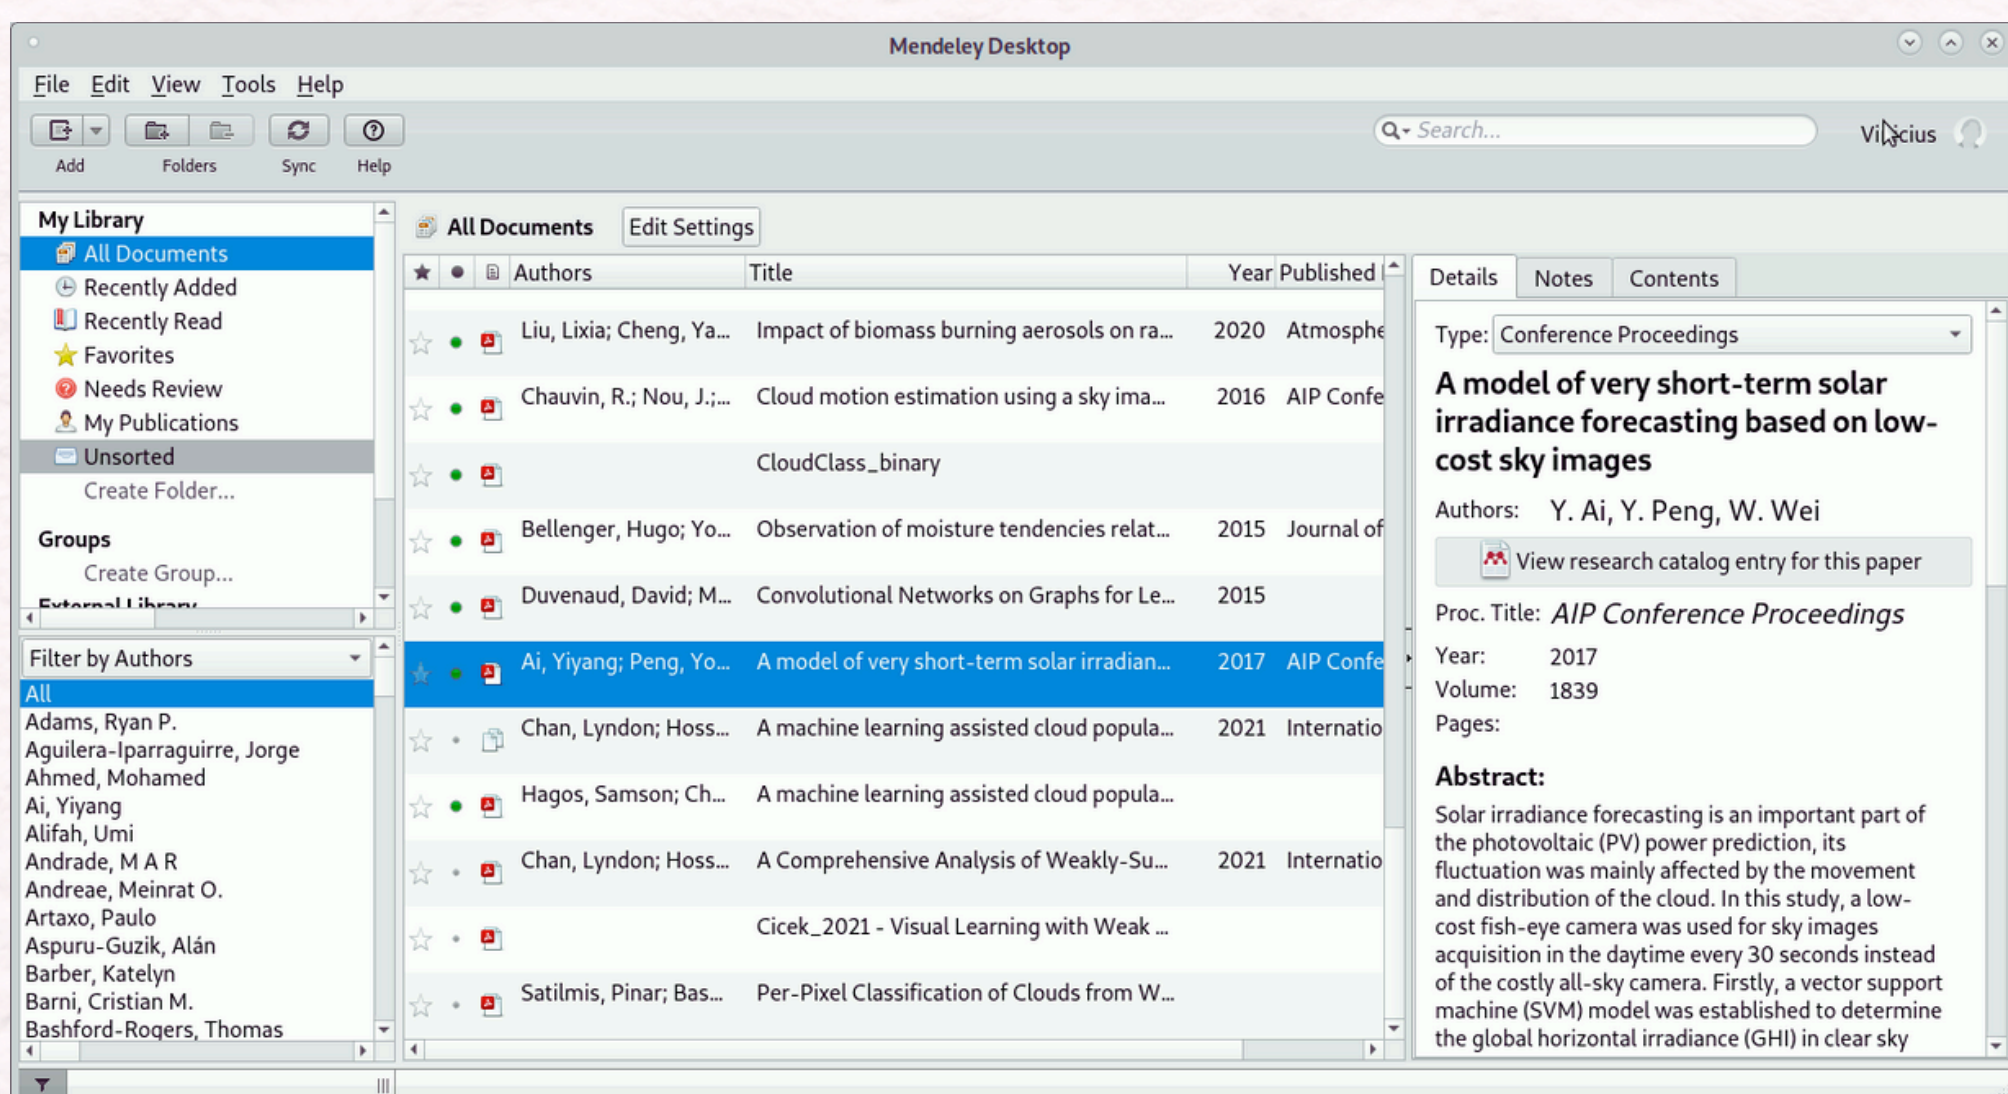 Mendeley Desktop
File Edit View Tools Help
Search...
Add Folders Sync Help
My Library
All Documents
Recently Added
Recently Read
Favorites
Needs Review
My Publications
Unsorted
Create Folder...
Groups
Create Group...
External Library
Filter by Authors
All
Adams, Ryan P.
Aguilera-Iparraguirre, Jorge
Ahmed, Mohamed
Ai, Yiyang
Alifah, Umi
Andrade, M A R
Andreae, Meinrat O.
Artaxo, Paulo
Aspuru-Guzik, Alán
Barber, Katelyn
Barni, Cristian M.
Bashford-Rogers, Thomas
All Documents Edit Settings
Authors Title Year Published
Liu, Lixia; Cheng, Ya... Impact of biomass burning aerosols on ra... 2020 Atmosphe
Chauvin, R.; Nou, J.;... Cloud motion estimation using a sky ima... 2016 AIP Confe
CloudClass_binary
Bellenger, Hugo; Yo... Observation of moisture tendencies relat... 2015 Journal of
Duvenaud, David; M... Convolutional Networks on Graphs for Le... 2015
Ai, Yiyang; Peng, Yo... A model of very short-term solar irradian... 2017 AIP Confe
Chan, Lyndon; Hoss... A machine learning assisted cloud popula... 2021 Internatio
Hagos, Samson; Ch... A machine learning assisted cloud popula...
Chan, Lyndon; Hoss... A Comprehensive Analysis of Weakly-Su... 2021 Internatio
Cicek_2021 - Visual Learning with Weak ...
Satilmis, Pinar; Bas... Per-Pixel Classification of Clouds from W...
Details Notes Contents
Type: Conference Proceedings
A model of very short-term solar
irradiance forecasting based on low-
cost sky images
Authors: Y. Ai, Y. Peng, W. Wei
View research catalog entry for this paper
Proc. Title: AIP Conference Proceedings
Year: 2017
Volume: 1839
Pages:
Abstract:
Solar irradiance forecasting is an important part of
the photovoltaic (PV) power prediction, its
fluctuation was mainly affected by the movement
and distribution of the cloud. In this study, a low-
cost fish-eye camera was used for sky images
acquisition in the daytime every 30 seconds instead
of the costly all-sky camera. Firstly, a vector support
machine (SVM) model was established to determine
the global horizontal irradiance (GHI) in clear sky